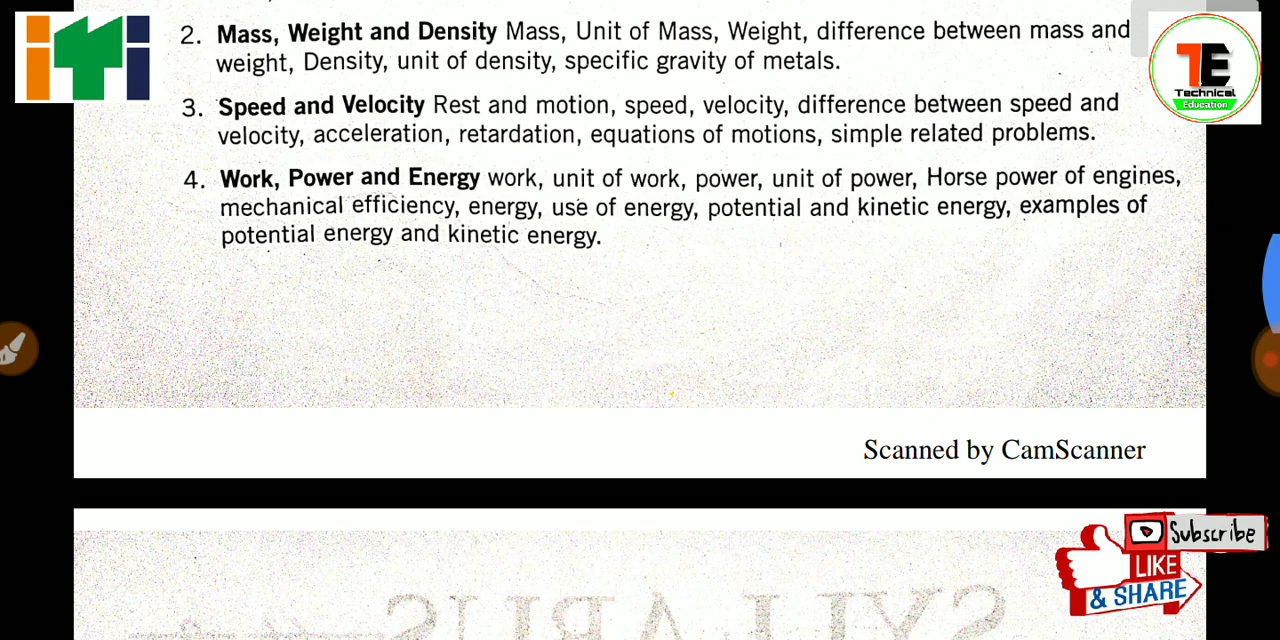 iTi
2. Mass, Weight and Density Mass, Unit of Mass, Weight, difference between mass and
weight, Density, unit of density, specific gravity of metals.
TE
Technical
Education
3. Speed and Velocity Rest and motion, speed, velocity, difference between speed and
velocity, acceleration, retardation, equations of motions, simple related problems.
4. Work, Power and Energy work, unit of work, power, unit of power, Horse power of engines,
mechanical efficiency, energy, use of energy, potential and kinetic energy, examples of
potential energy and kinetic energy.
Scanned by CamScanner
Subscribe
LIKE
& SHARE
SYLLABUS